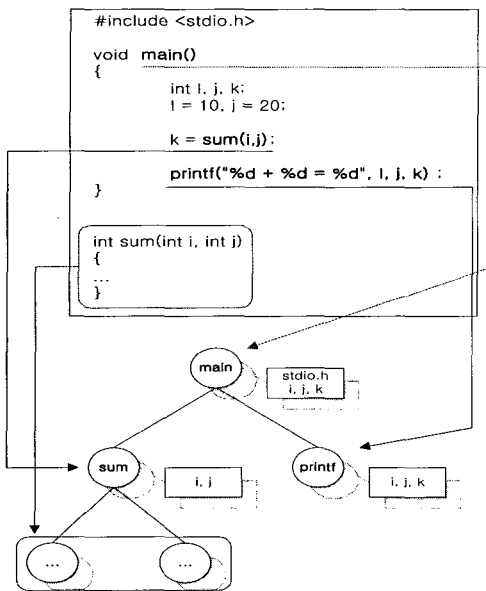 #include <stdio.h>
void main()
{
int I, j, k;
I = 10, j = 20;
k = sum(i,j);
printf("%d + %d = %d", I, j, k) ;
}
int sum(int i, int j)
{
...
}
main
stdio.h
i, j, k
sum
i, j
printf
i, j, k
...
...